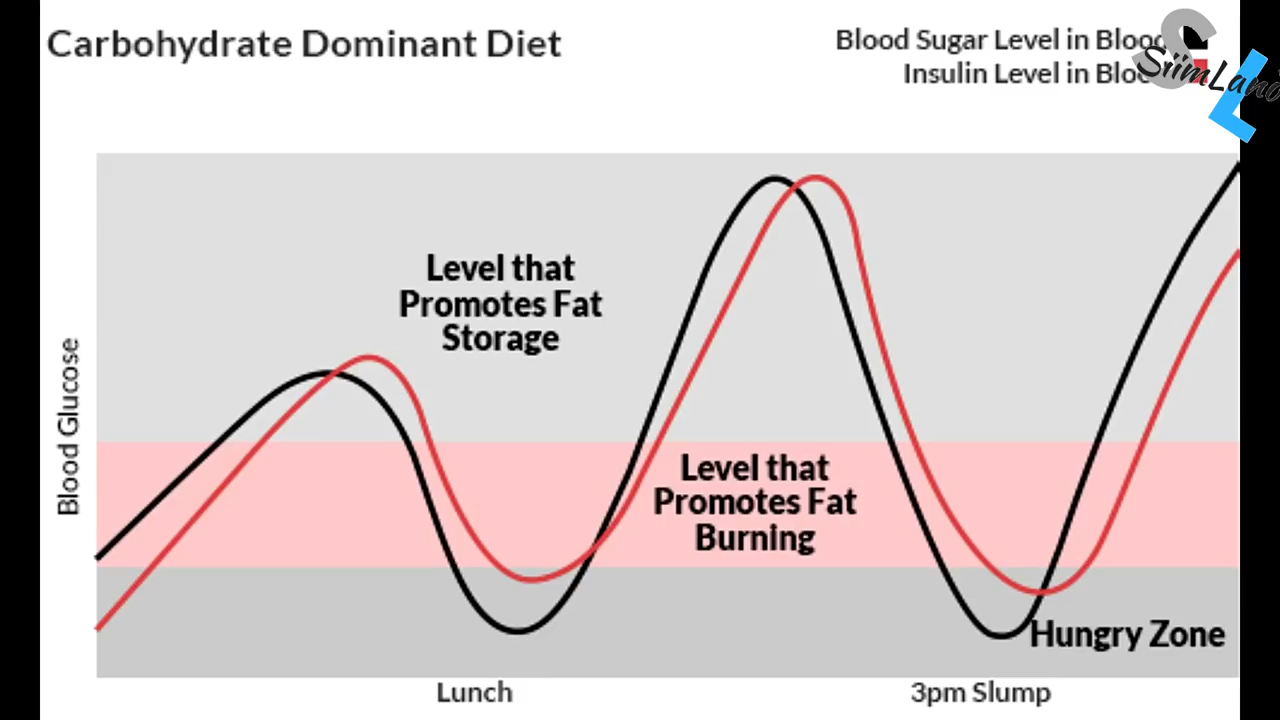 Carbohydrate Dominant Diet
Blood Sugar Level in Blood
Insulin Level in
SiimLand
Level that
Promotes Fat
Storage
Blood Glucose
Level that
Promotes Fat
Burning
Hungry Zone
Lunch
3pm Slump